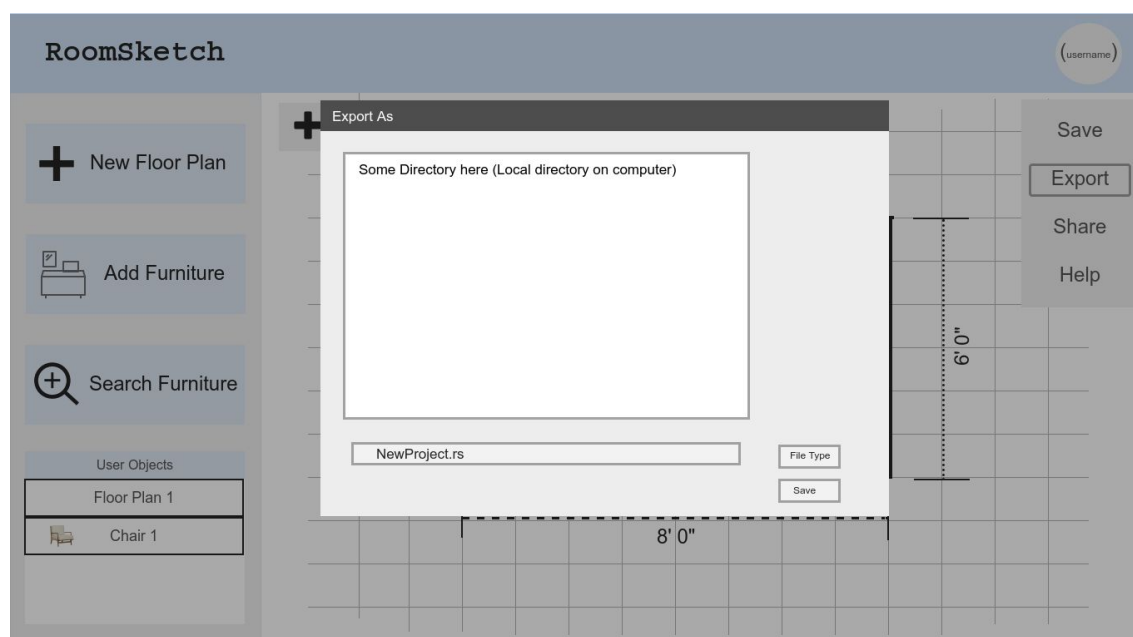 RoomSketch
(username)
New Floor Plan
Add Furniture
Search Furniture
User Objects
Floor Plan 1
Chair 1
Export As
Some Directory here (Local directory on computer)
NewProject.rs
File Type
Save
6' 0"
8' 0"
Save
Export
Share
Help